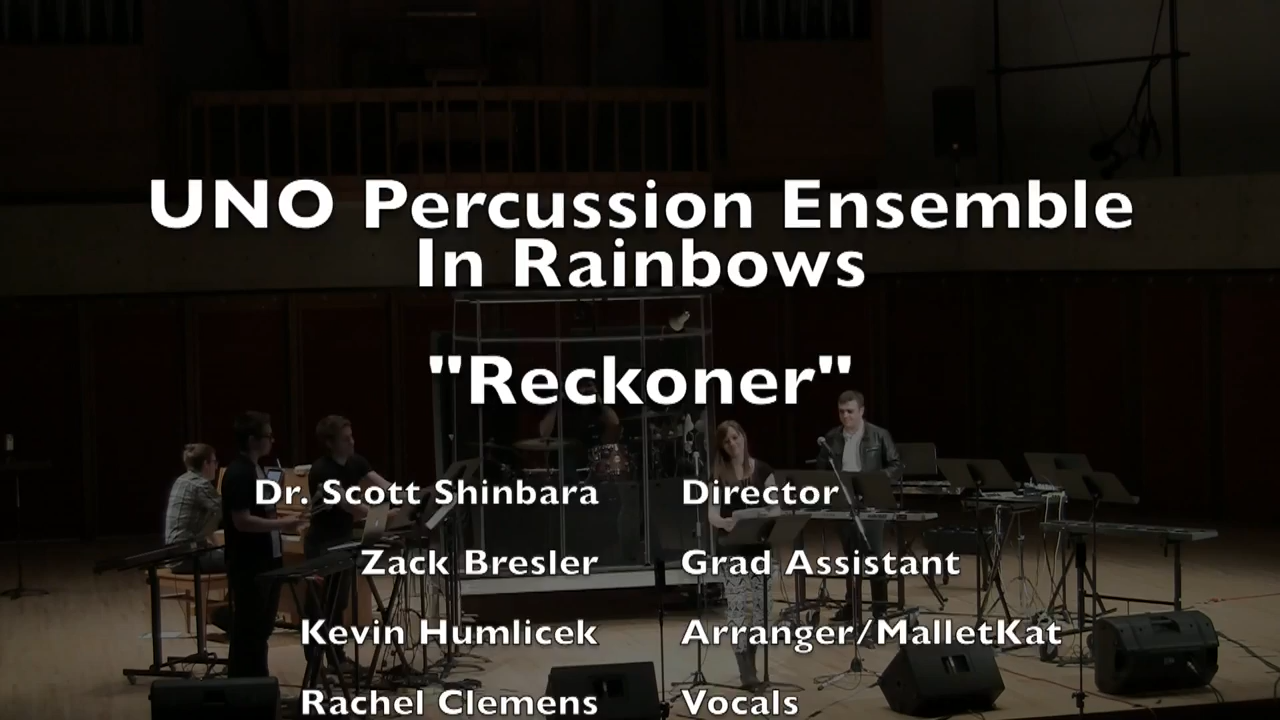 UNO Percussion Ensemble
In Rainbows
"Reckoner"
Dr. Scott Shinbara Director
Zack Bresler Grad Assistant
Kevin Humlicek Arranger/MalletKat
Rachel Clemens Vocals